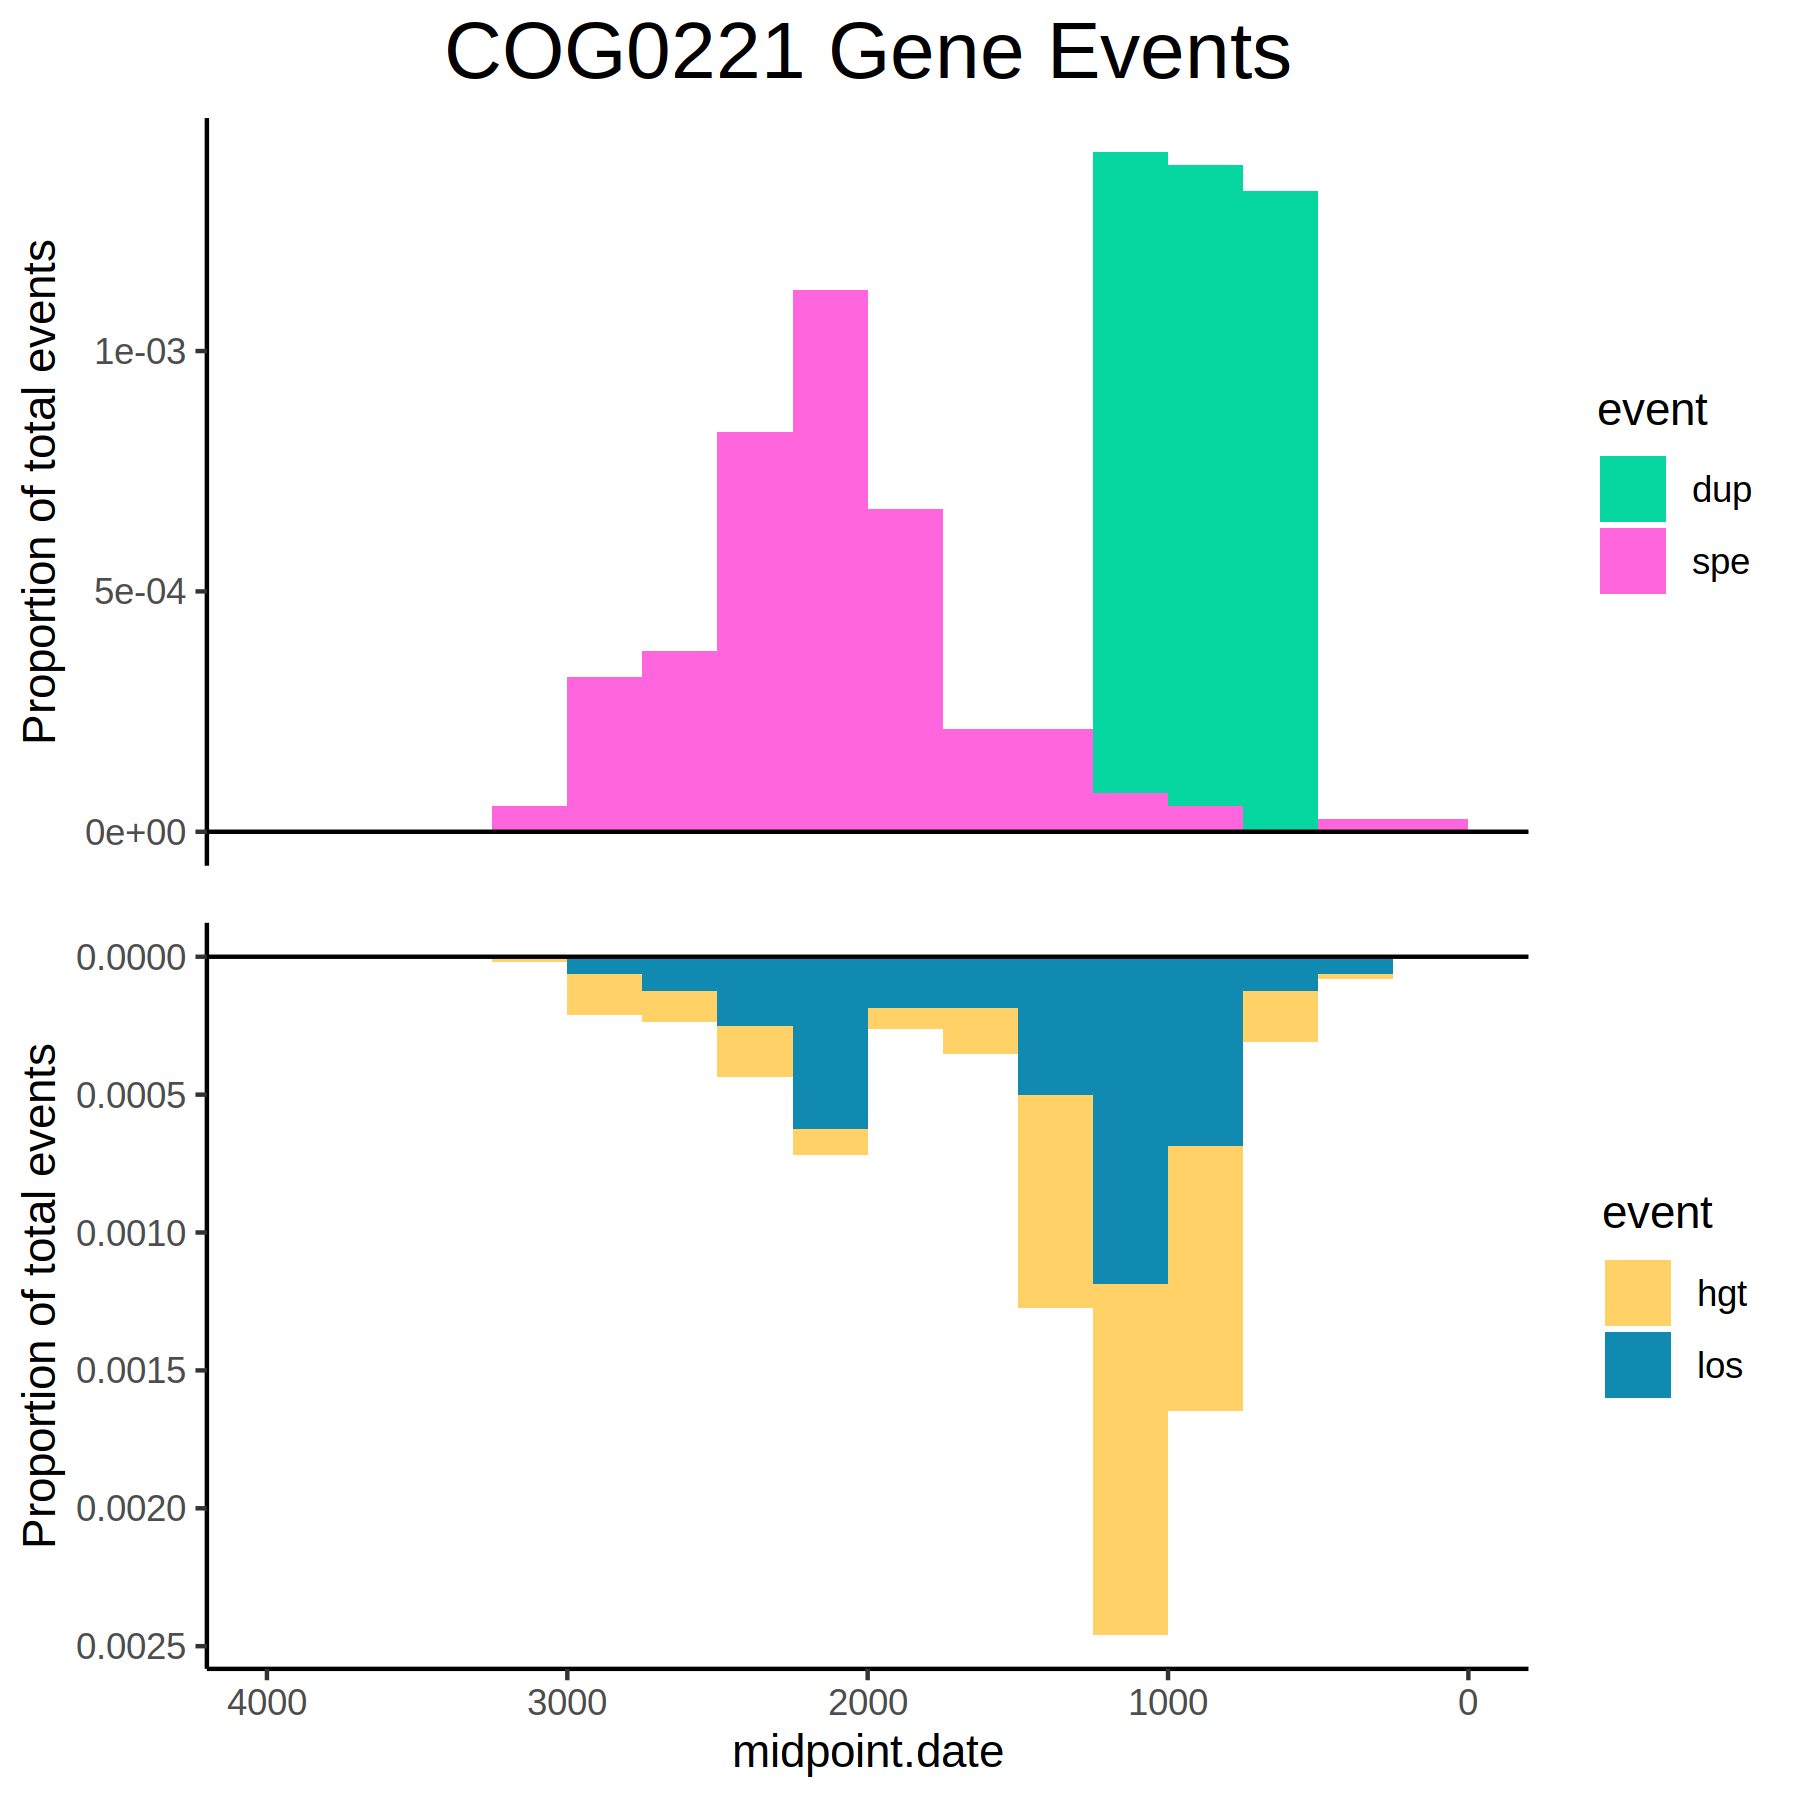 COG0221 Gene Events
Proportion of total events
1e-03
5e-04
0e+00
event
dup
spe
Proportion of total events
0.0000
0.0005
0.0010
0.0015
0.0020
0.0025
event
hgt
los
4000 3000 2000 1000 0
midpoint.date